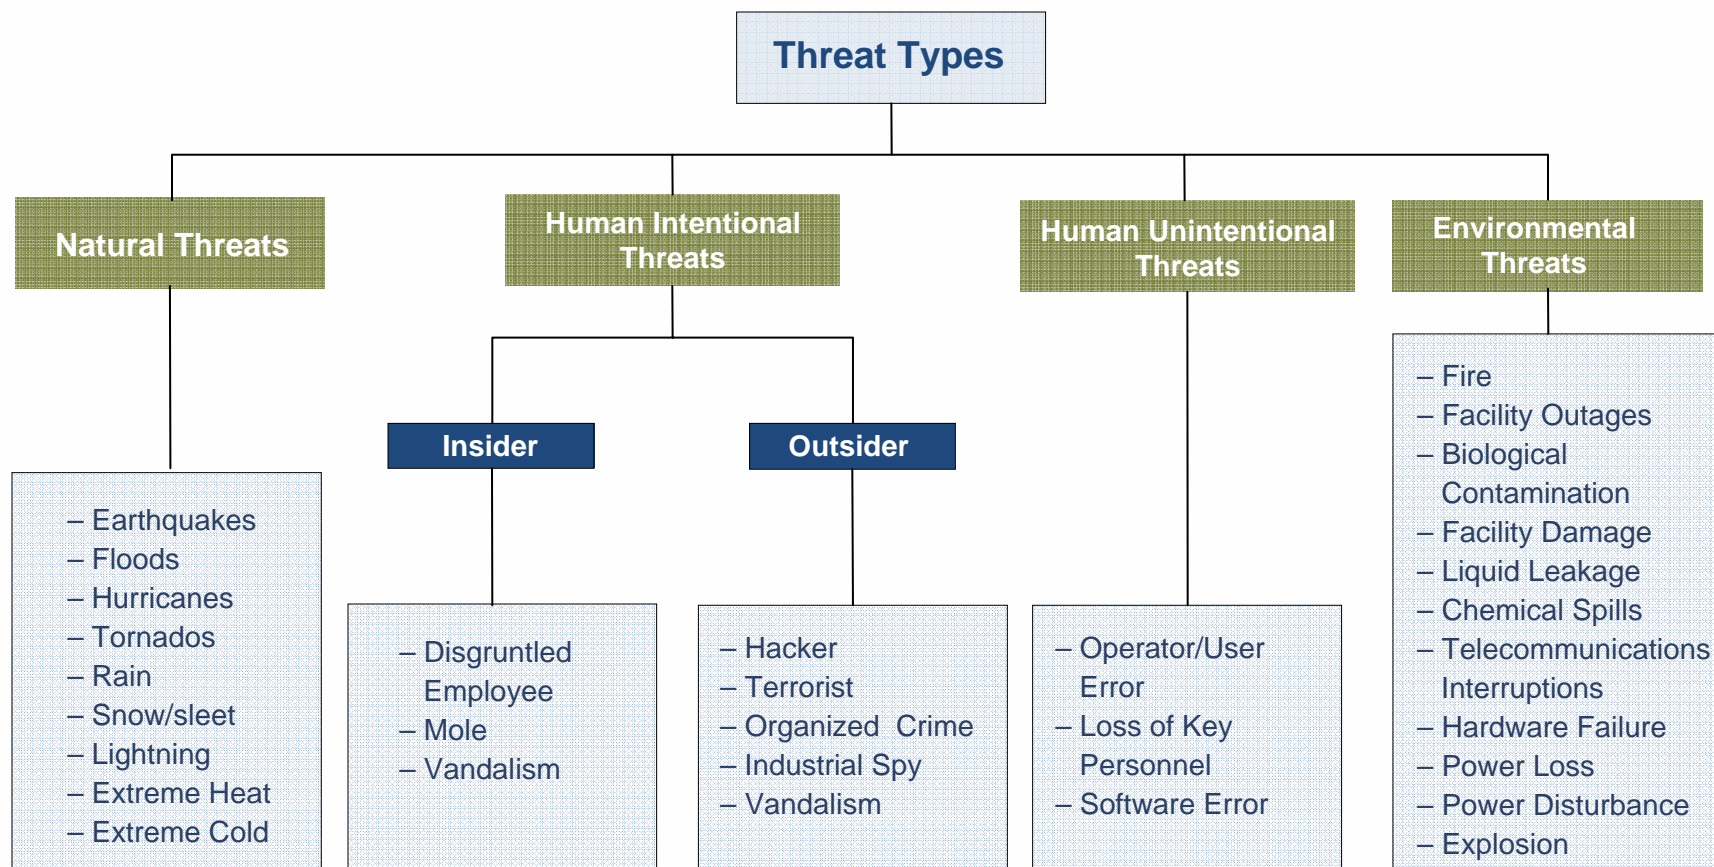 Threat Types
Natural Threats
– Earthquakes
– Floods
– Hurricanes
– Tornados
– Rain
– Snow/sleet
– Lightning
– Extreme Heat
– Extreme Cold
Human Intentional
Threats
Insider
– Disgruntled
Employee
– Mole
– Vandalism
Outsider
– Hacker
– Terrorist
– Organized Crime
– Industrial Spy
– Vandalism
Human Unintentional
Threats
– Operator/User
Error
– Loss of Key
Personnel
– Software Error
Environmental
Threats
– Fire
– Facility Outages
– Biological
Contamination
– Facility Damage
– Liquid Leakage
– Chemical Spills
– Telecommunications
Interruptions
– Hardware Failure
– Power Loss
– Power Disturbance
– Explosion